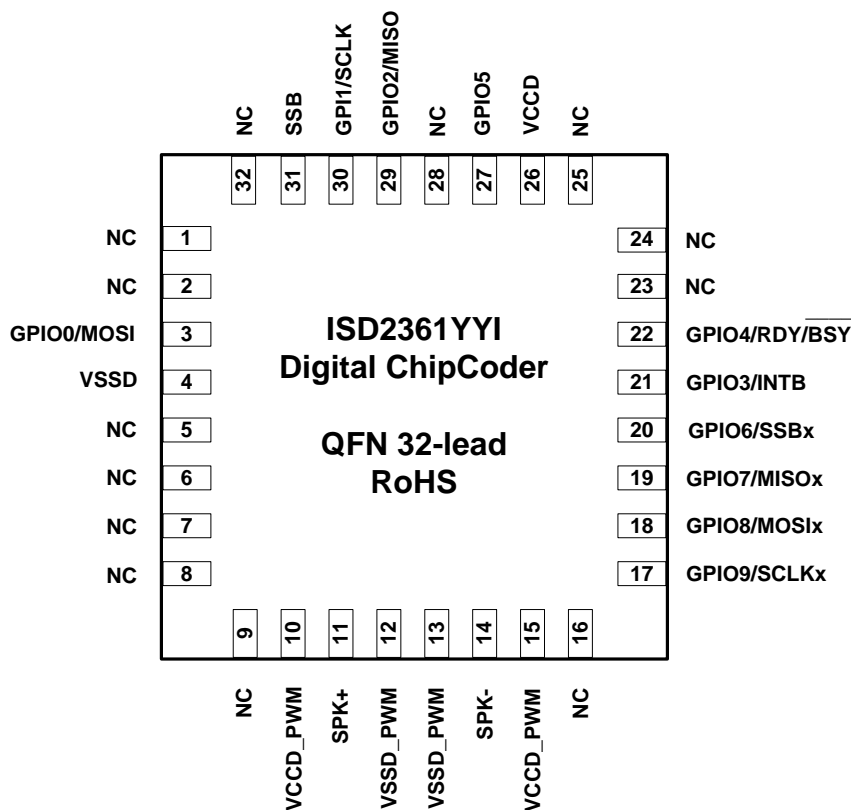 NC
SSB
GPI1/SCLK
GPIO2/MISO
NC
GPIO5
VCCD
NC
32
31
30
29
28
27
26
25
NC 1
24 NC
NC 2
23 NC
GPIO0/MOSI 3
ISD2361YYI
22 GPIO4/RDY/BSY
VSSD 4
Digital ChipCoder
21 GPIO3/INTB
NC 5
QFN 32-lead
20 GPIO6/SSBx
NC 6
RoHS
19 GPIO7/MISOx
NC 7
18 GPIO8/MOSIx
NC 8
17 GPIO9/SCLKx
9
10
11
12
13
14
15
16
NC
VCCD_PWM
SPK+
VSSD_PWM
VSSD_PWM
SPK-
VCCD_PWM
NC